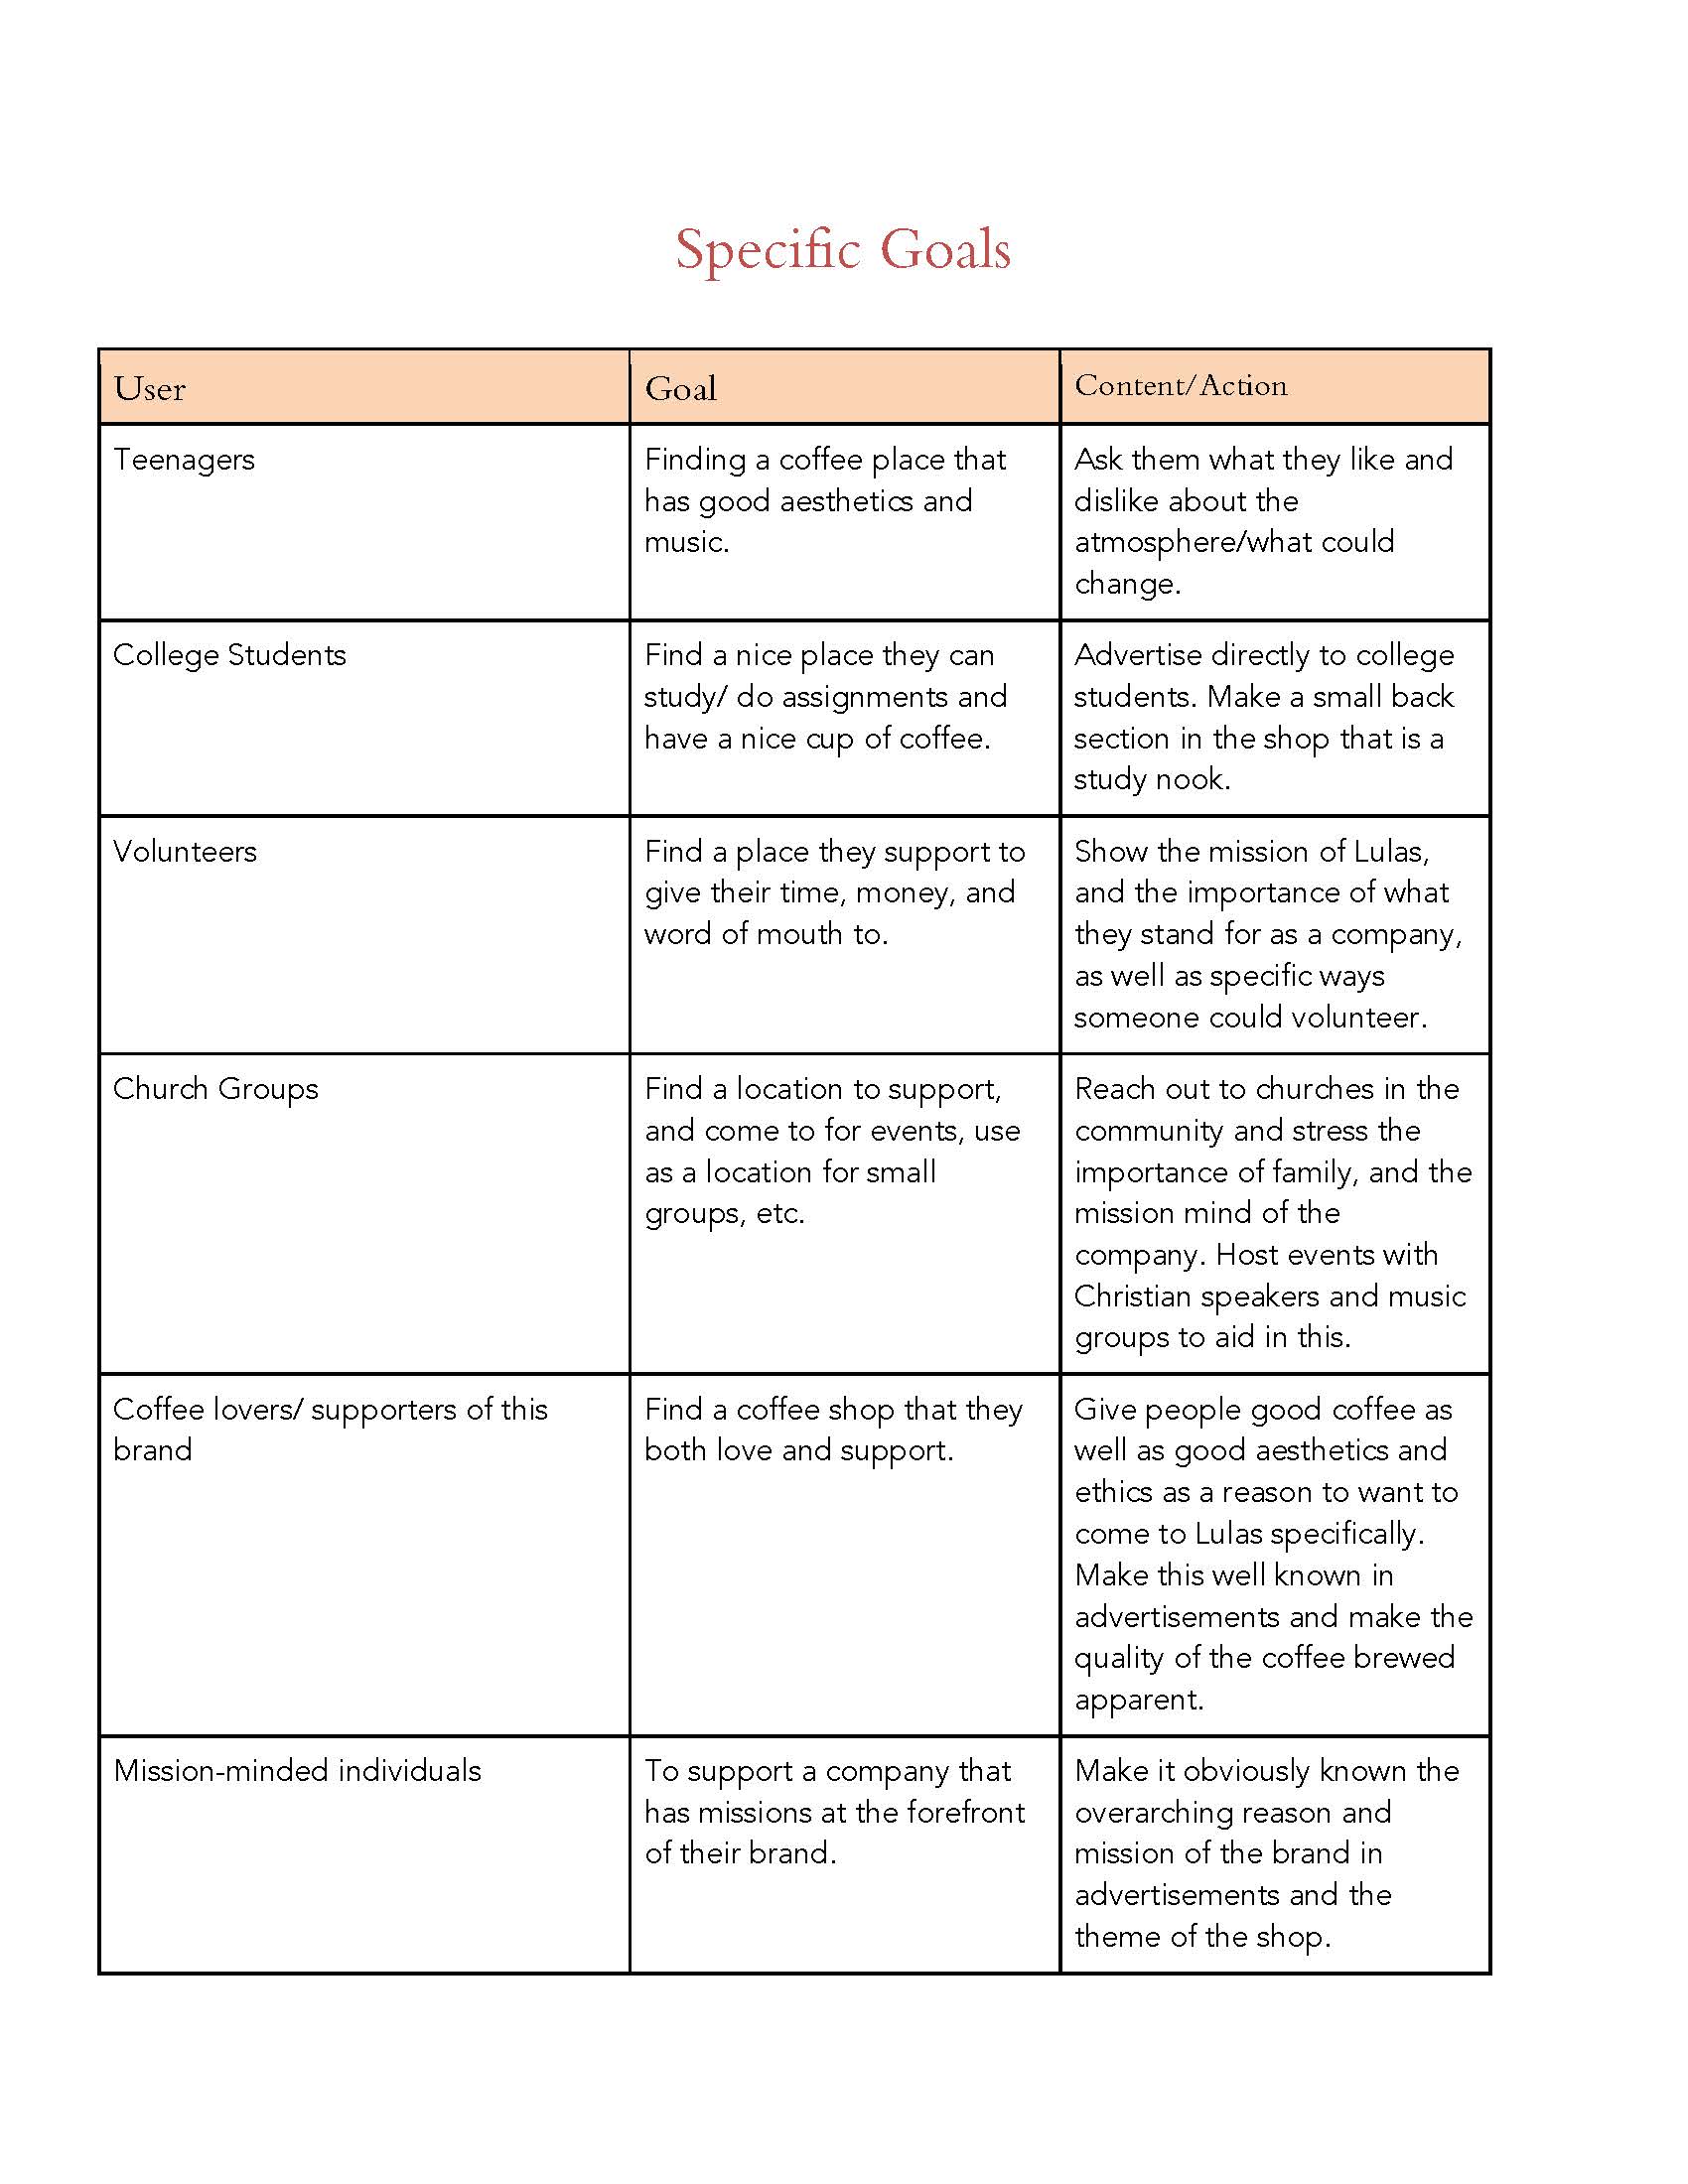 Specific Goals
User
Goal
Content/Action
Teenagers
Finding a coffee place that
has good aesthetics and
music.
Ask them what they like and
dislike about the
atmosphere/what could
change.
College Students
Find a nice place they can
study/ do assignments and
have a nice cup of coffee.
Advertise directly to college
students. Make a small back
section in the shop that is a
study nook.
Volunteers
Find a place they support to
give their time, money, and
word of mouth to.
Show the mission of Lulas,
and the importance of what
they stand for as a company,
as well as specific ways
someone could volunteer.
Church Groups
Find a location to support,
and come to for events, use
as a location for small
groups, etc.
Reach out to churches in the
community and stress the
importance of family, and the
mission mind of the
company. Host events with
Christian speakers and music
groups to aid in this.
Coffee lovers/ supporters of this
brand
Find a coffee shop that they
both love and support.
Give people good coffee as
well as good aesthetics and
ethics as a reason to want to
come to Lulas specifically.
Make this well known in
advertisements and make the
quality of the coffee brewed
apparent.
Mission-minded individuals
To support a company that
has missions at the forefront
of their brand.
Make it obviously known the
overarching reason and
mission of the brand in
advertisements and the
theme of the shop.